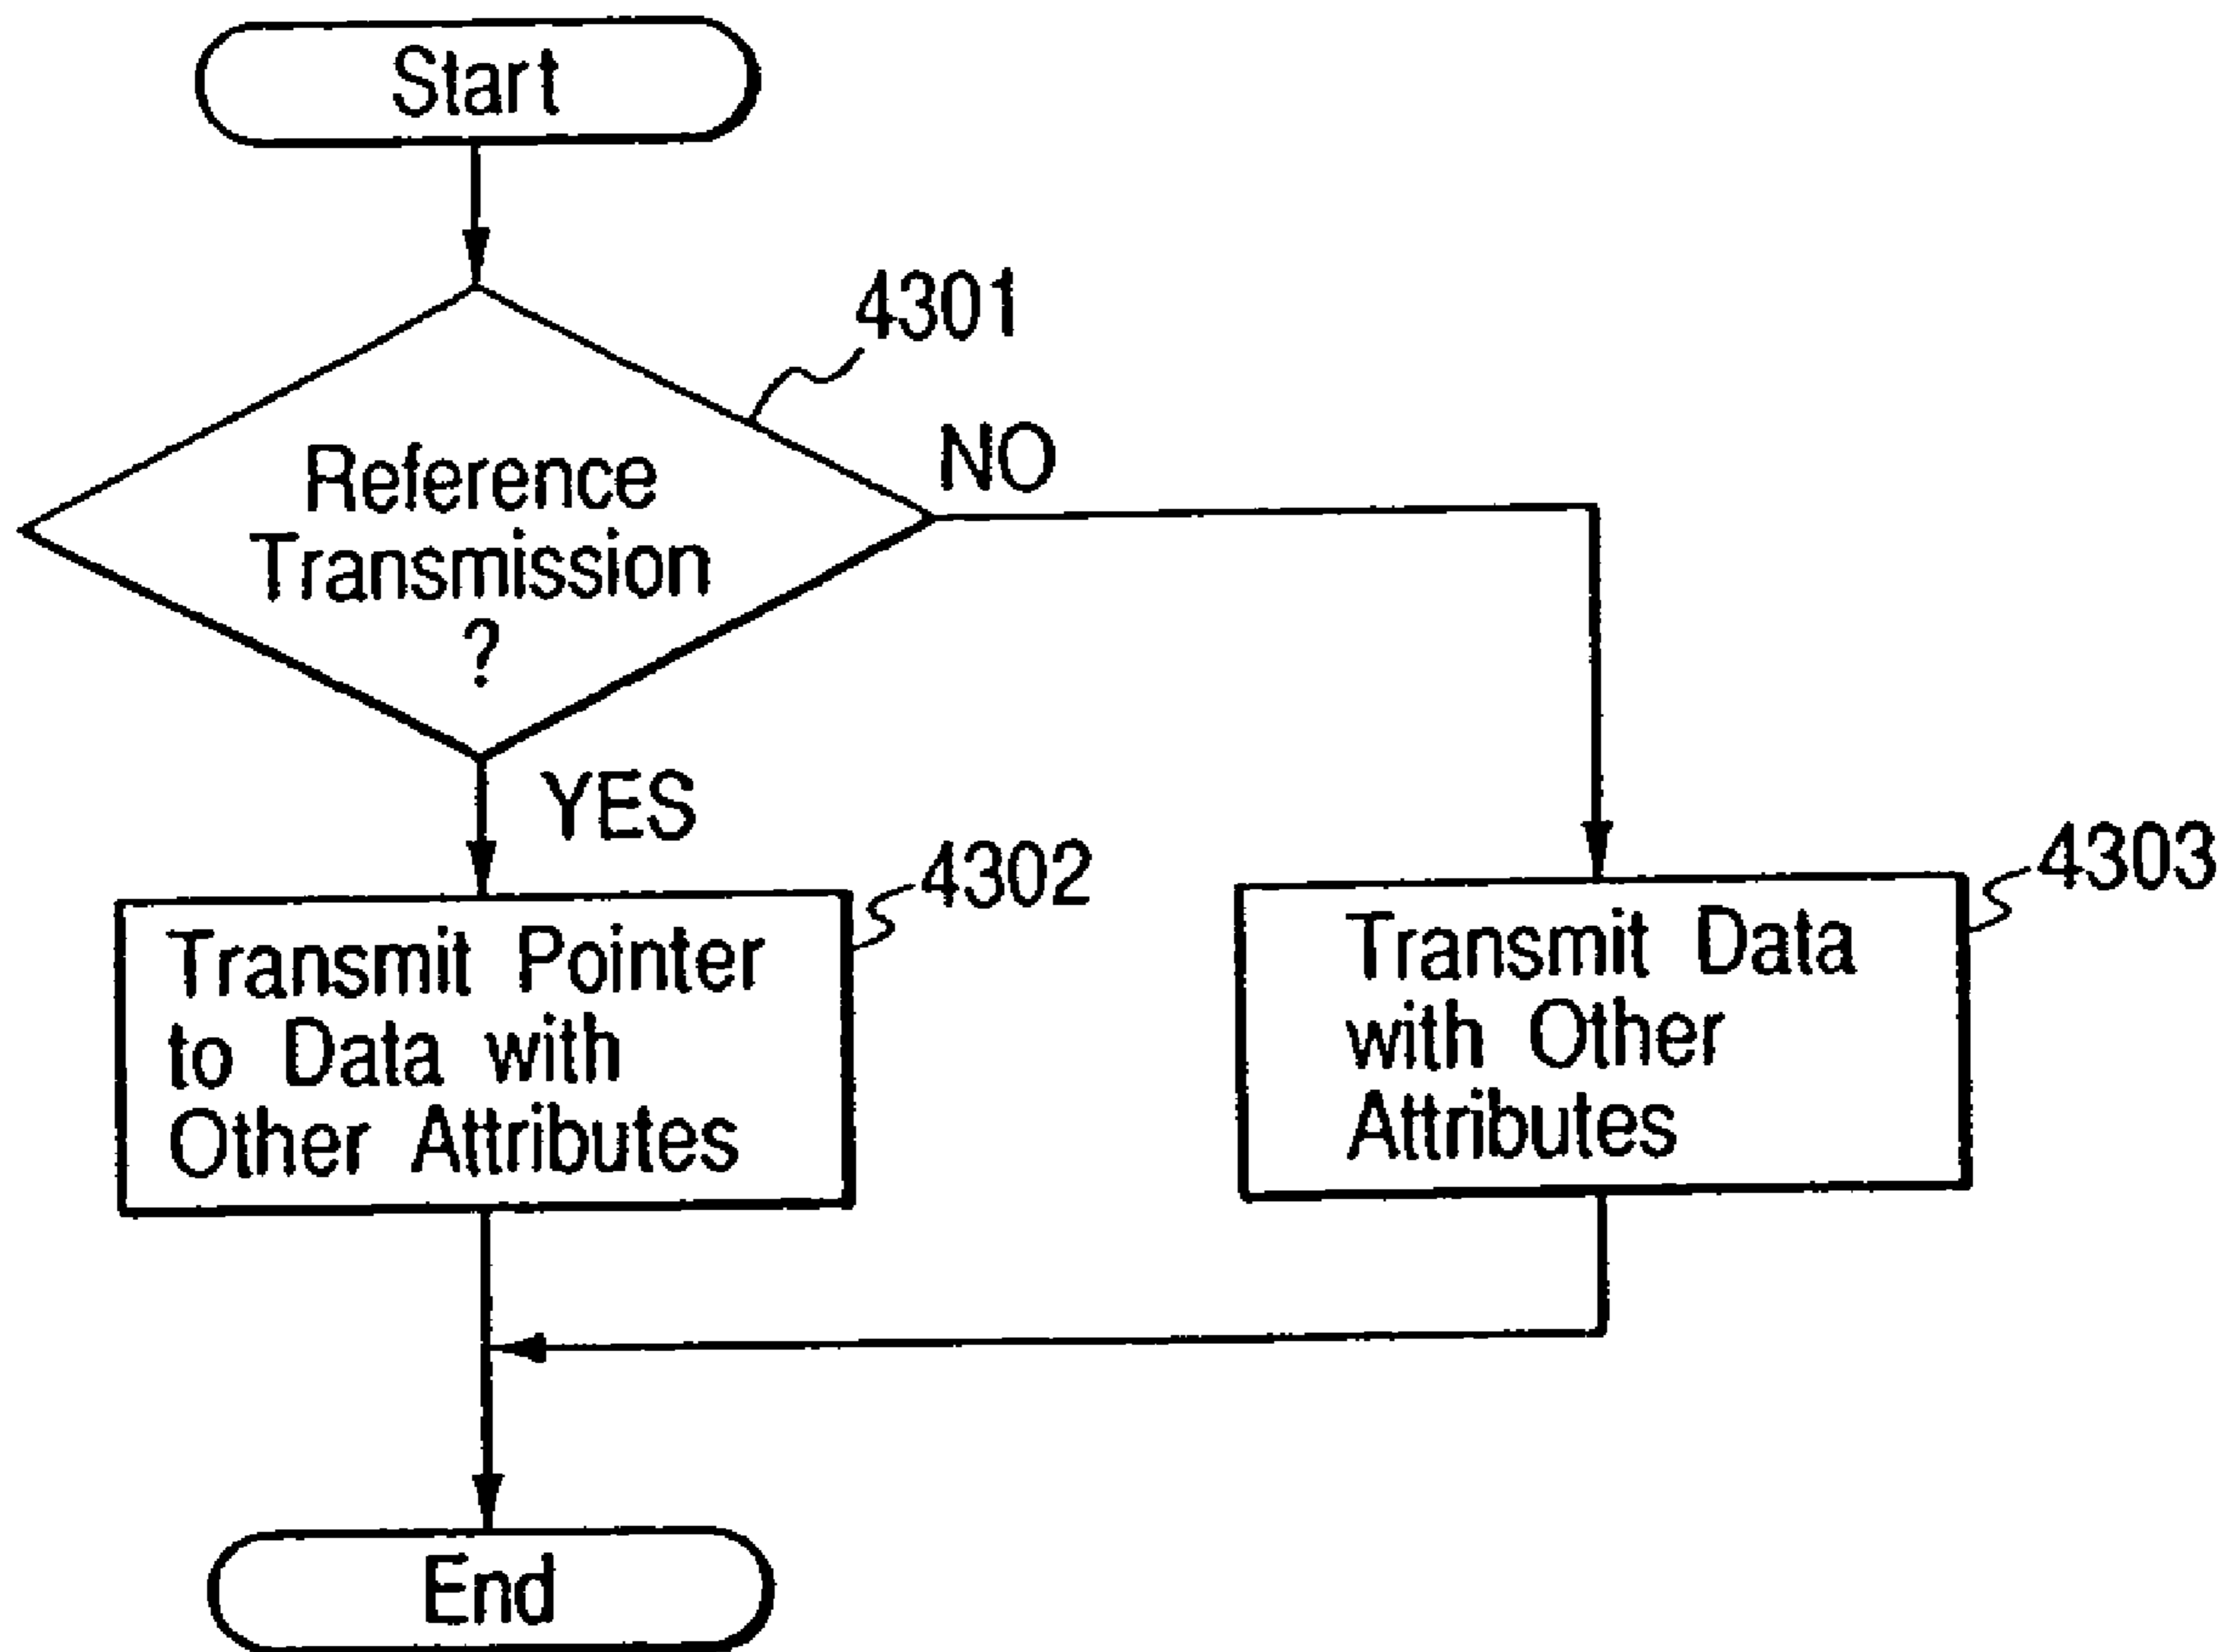 Start
4301
Reference
Transmission
?
NO
YES
4302
Transmit Pointer
to Data with
Other Attributes
4303
Transmit Data
with Other
Attributes
End